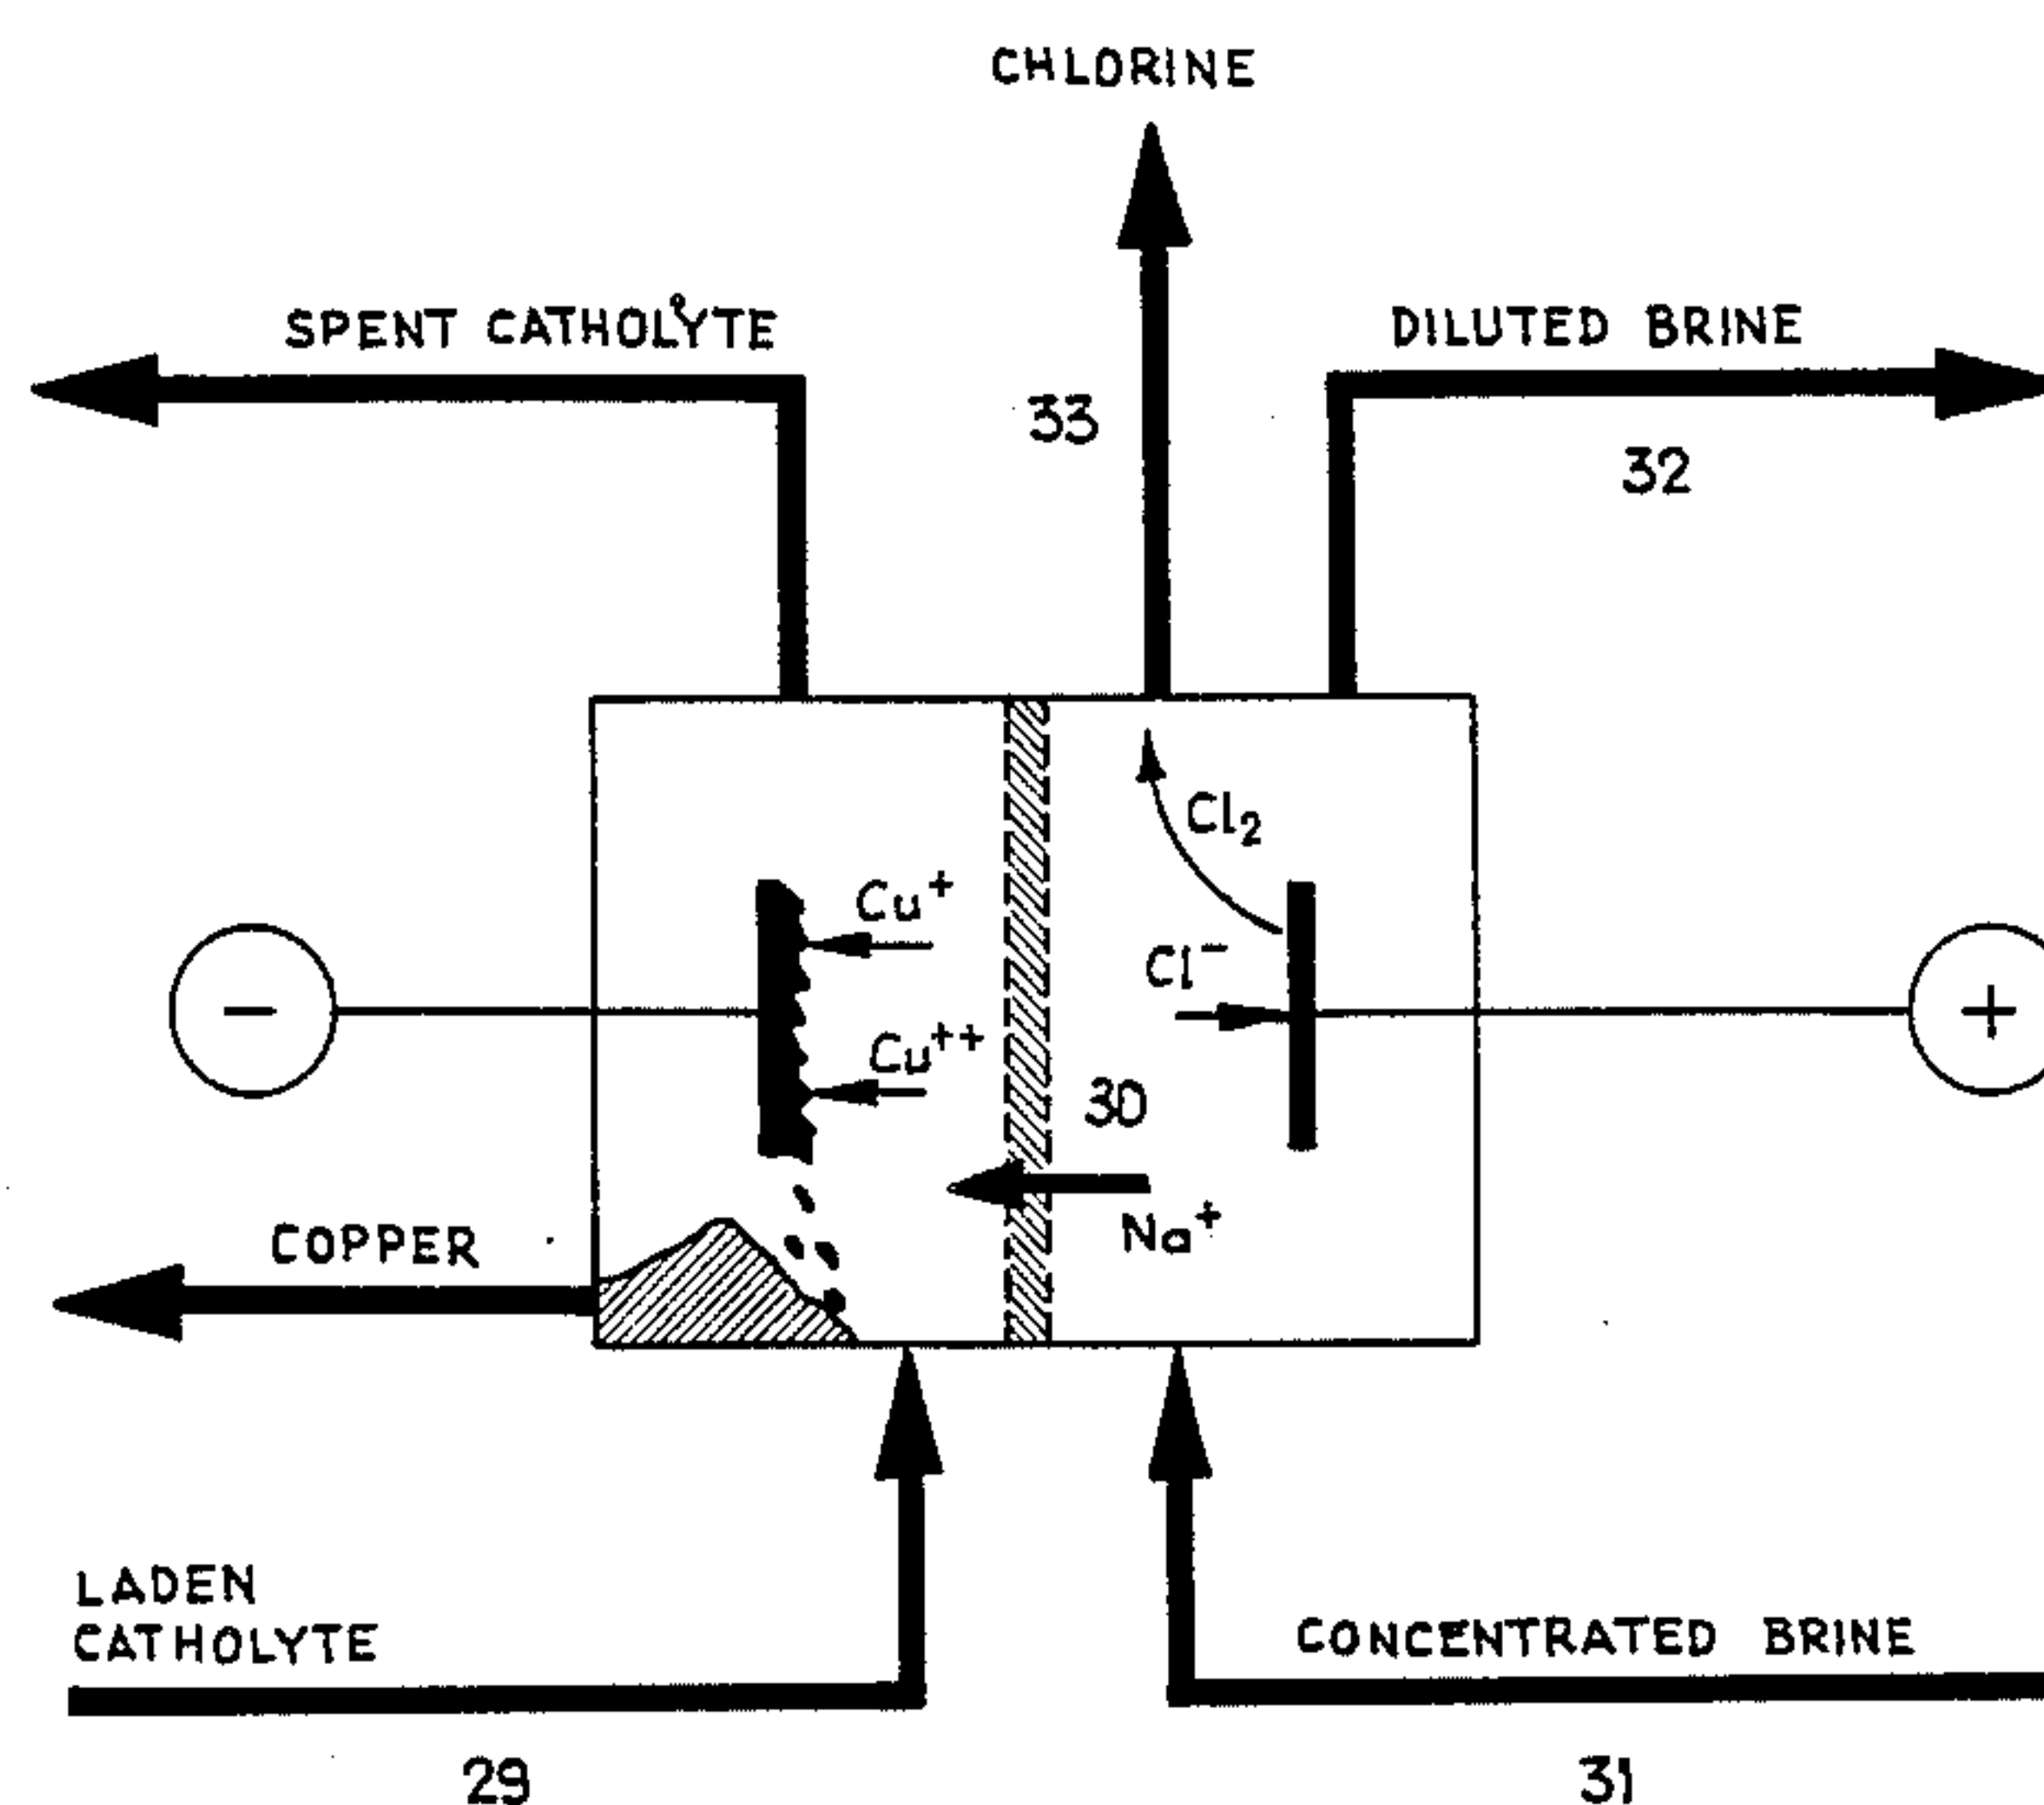 CHLORINE
SPENT CATHOLYTE
DILUTED BRINE
33
32
Cl2
Cu+
Cl−
−
+
Cu++
30
Na+
COPPER
LADEN
CATHOLYTE
CONCENTRATED BRINE
29
31